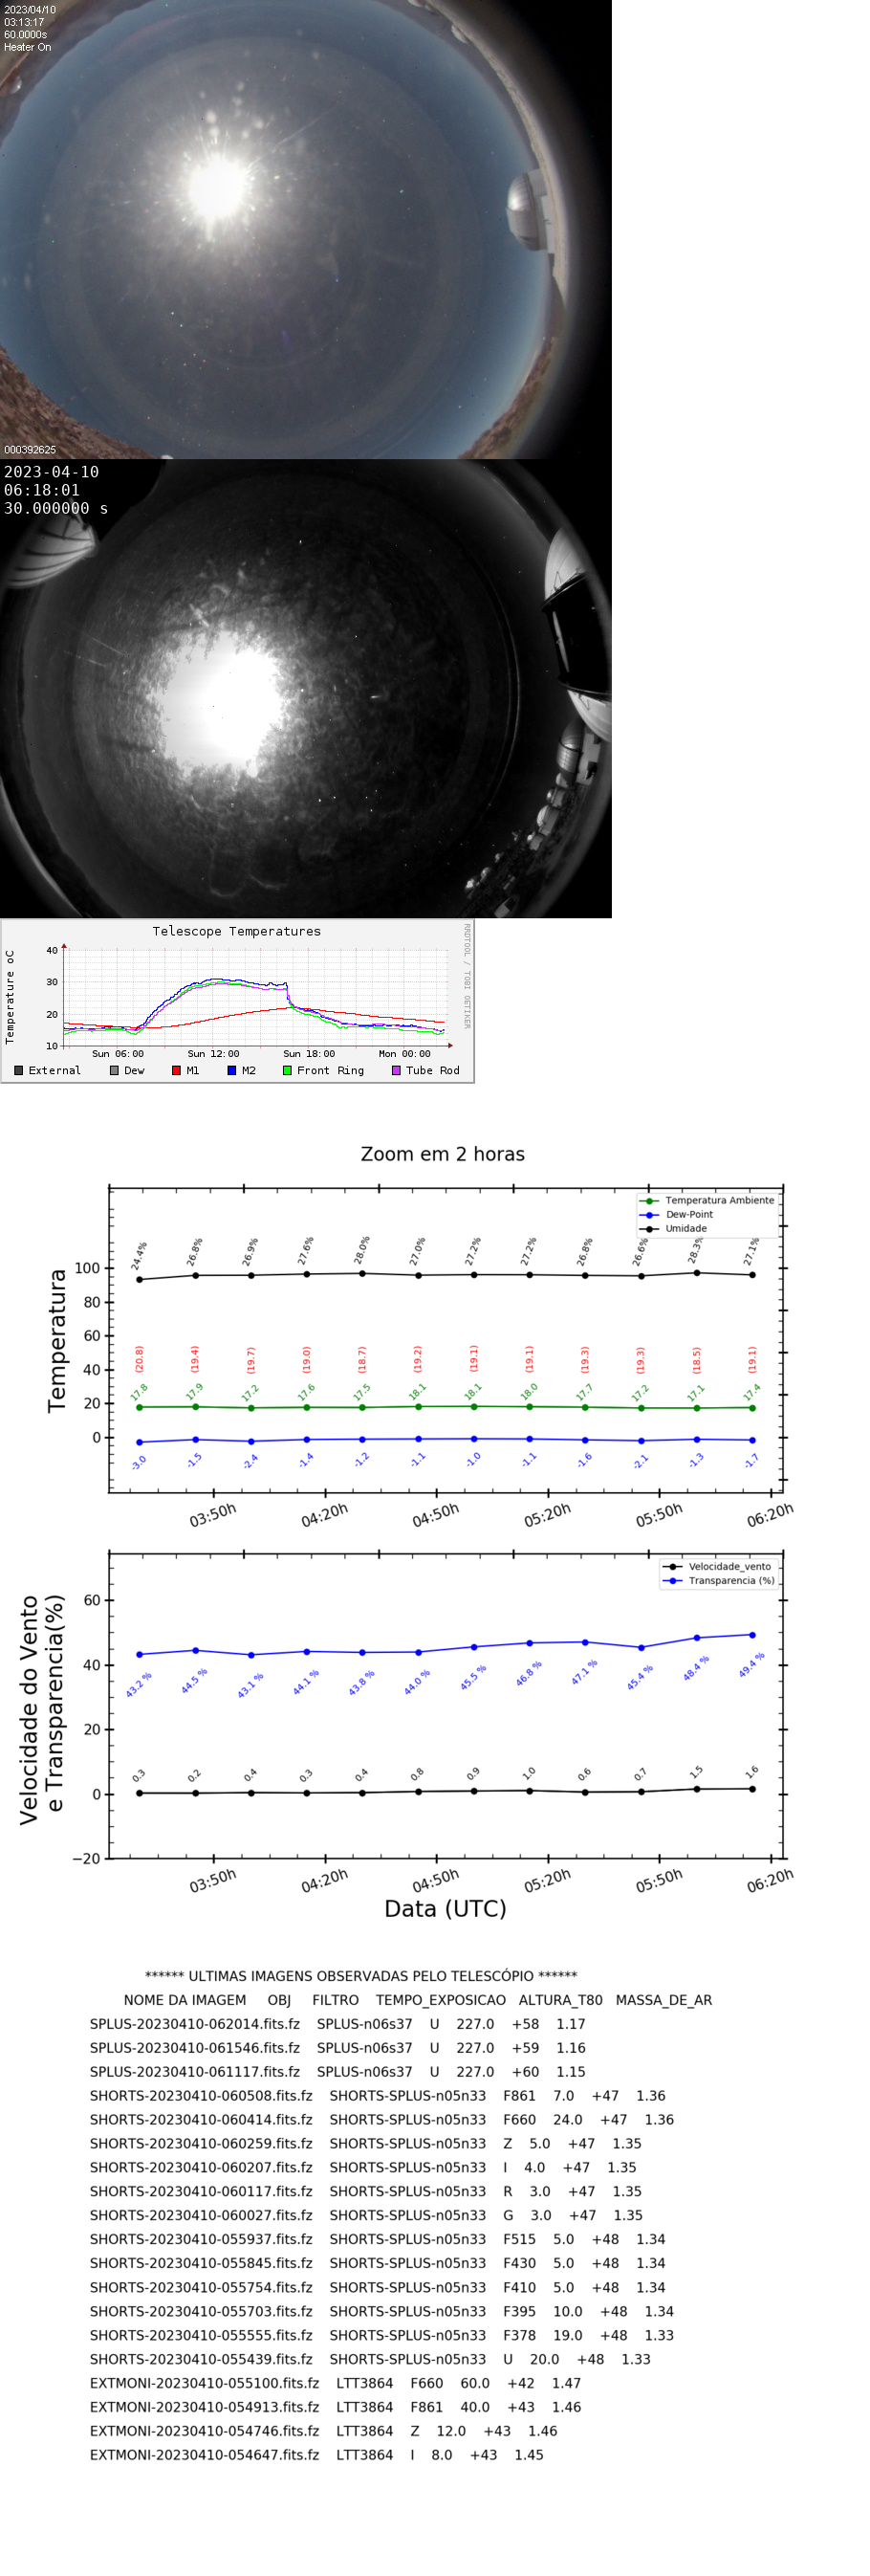 2023/04/10
03:13:17
60.0000s
Heater On
000392625
2023-04-10
06:18:01
30.000000 s
Telescope Temperatures
Temperature oC
RRDTOOL / TOBI OETIKER
40
30
20
10
Sun 06:00 Sun 12:00 Sun 18:00 Mon 00:00
External Dew M1 M2 Front Ring Tube Rod
Zoom em 2 horas
Temperatura Ambiente
Dew-Point
Umidade
Temperatura
100
80
60
40
20
0
24.4% 26.8% 26.9% 27.6% 28.0% 27.0% 27.2% 27.2% 26.8% 26.6% 28.3% 27.1%
(20.8) (19.4) (19.7) (19.0) (18.7) (19.2) (19.1) (19.1) (19.3) (19.3) (18.5) (19.1)
17.8 17.9 17.2 17.6 17.5 18.1 18.1 18.0 17.7 17.2 17.1 17.4
-3.0 -1.5 -2.4 -1.4 -1.2 -1.1 -1.0 -1.1 -1.6 -2.1 -1.3 -1.7
03:50h 04:20h 04:50h 05:20h 05:50h 06:20h
Velocidade_vento
Transparencia (%)
Velocidade do Vento
e Transparencia(%)
60
40
20
0
−20
43.2 % 44.5 % 43.1 % 44.1 % 43.8 % 44.0 % 45.5 % 46.8 % 47.1 % 45.4 % 48.4 % 49.4 %
0.3 0.2 0.4 0.3 0.4 0.8 0.9 1.0 0.6 0.7 1.5 1.6
03:50h 04:20h 04:50h 05:20h 05:50h 06:20h
Data (UTC)
****** ULTIMAS IMAGENS OBSERVADAS PELO TELESCÓPIO ******
NOME DA IMAGEM OBJ FILTRO TEMPO_EXPOSICAO ALTURA_T80 MASSA_DE_AR
SPLUS-20230410-062014.fits.fz SPLUS-n06s37 U 227.0 +58 1.17
SPLUS-20230410-061546.fits.fz SPLUS-n06s37 U 227.0 +59 1.16
SPLUS-20230410-061117.fits.fz SPLUS-n06s37 U 227.0 +60 1.15
SHORTS-20230410-060508.fits.fz SHORTS-SPLUS-n05n33 F861 7.0 +47 1.36
SHORTS-20230410-060414.fits.fz SHORTS-SPLUS-n05n33 F660 24.0 +47 1.36
SHORTS-20230410-060259.fits.fz SHORTS-SPLUS-n05n33 Z 5.0 +47 1.35
SHORTS-20230410-060207.fits.fz SHORTS-SPLUS-n05n33 I 4.0 +47 1.35
SHORTS-20230410-060117.fits.fz SHORTS-SPLUS-n05n33 R 3.0 +47 1.35
SHORTS-20230410-060027.fits.fz SHORTS-SPLUS-n05n33 G 3.0 +47 1.35
SHORTS-20230410-055937.fits.fz SHORTS-SPLUS-n05n33 F515 5.0 +48 1.34
SHORTS-20230410-055845.fits.fz SHORTS-SPLUS-n05n33 F430 5.0 +48 1.34
SHORTS-20230410-055754.fits.fz SHORTS-SPLUS-n05n33 F410 5.0 +48 1.34
SHORTS-20230410-055703.fits.fz SHORTS-SPLUS-n05n33 F395 10.0 +48 1.34
SHORTS-20230410-055555.fits.fz SHORTS-SPLUS-n05n33 F378 19.0 +48 1.33
SHORTS-20230410-055439.fits.fz SHORTS-SPLUS-n05n33 U 20.0 +48 1.33
EXTMONI-20230410-055100.fits.fz LTT3864 F660 60.0 +42 1.47
EXTMONI-20230410-054913.fits.fz LTT3864 F861 40.0 +43 1.46
EXTMONI-20230410-054746.fits.fz LTT3864 Z 12.0 +43 1.46
EXTMONI-20230410-054647.fits.fz LTT3864 I 8.0 +43 1.45